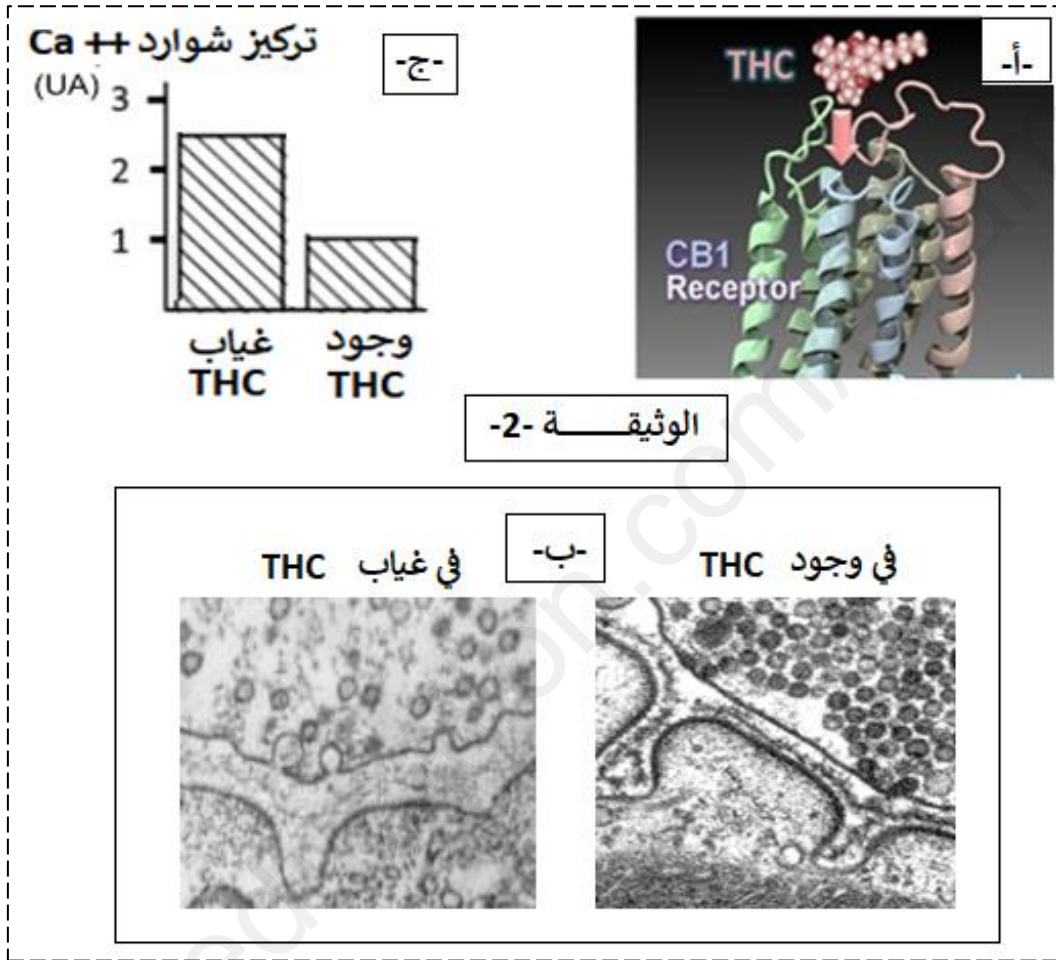 -أ-
THC
CB1
Receptor
-ج-
تركيز شوارد Ca ++
(UA)
3
2
1
غياب
THC
وجود
THC
الوثيقـــــــة -2-
-ب-
في وجود THC
في غياب THC